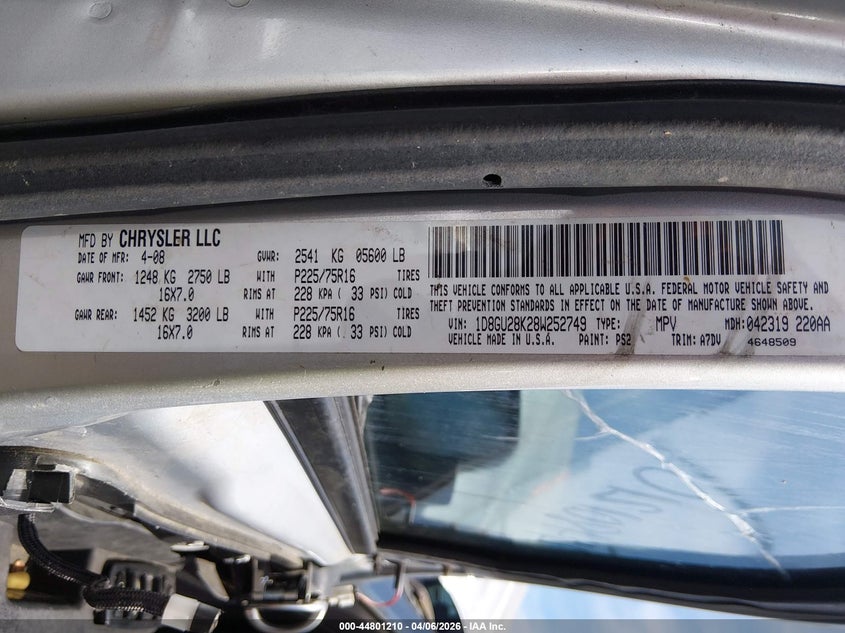 MFD BY CHRYSLER LLC
DATE OF MFR: 4-08 GVWR: 2541 KG 05600 LB
GAWR FRONT: 1248 KG 2750 LB WITH P225/75R16 TIRES
16X7.0 RIMS AT 228 KPA ( 33 PSI) COLD
GAWR REAR: 1452 KG 3200 LB WITH P225/75R16 TIRES
16X7.0 RIMS AT 228 KPA ( 33 PSI) COLD
THIS VEHICLE CONFORMS TO ALL APPLICABLE U.S.A. FEDERAL MOTOR VEHICLE SAFETY AND
THEFT PREVENTION STANDARDS IN EFFECT ON THE DATE OF MANUFACTURE SHOWN ABOVE.
VIN: 1D8GU28K28W252749 TYPE: MPV MDH: 042319 220AA
VEHICLE MADE IN U.S.A. PAINT: PS2 TRIM: A7DV 4648509
000-44801210 - 04/06/2026 - IAA Inc.